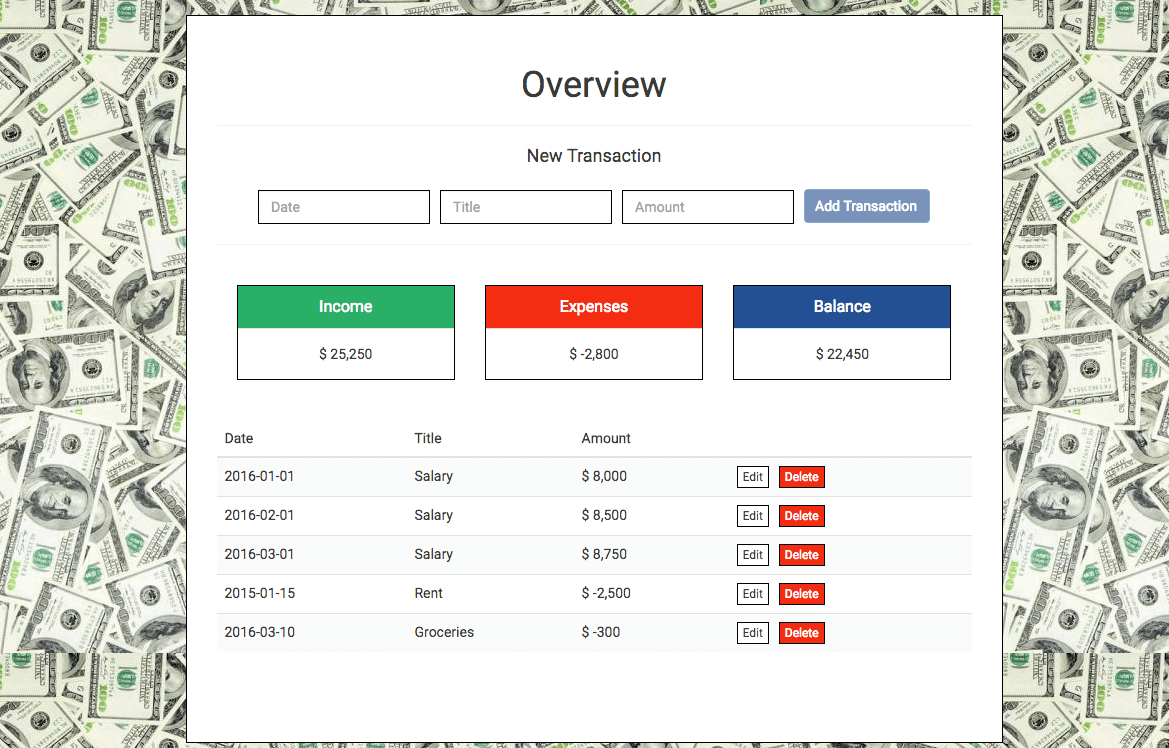 Overview
New Transaction
Date Title Amount Add Transaction
Income Expenses Balance
$ 25,250 $ -2,800 $ 22,450
Date Title Amount
2016-01-01 Salary $ 8,000 Edit Delete
2016-02-01 Salary $ 8,500 Edit Delete
2016-03-01 Salary $ 8,750 Edit Delete
2015-01-15 Rent $ -2,500 Edit Delete
2016-03-10 Groceries $ -300 Edit Delete